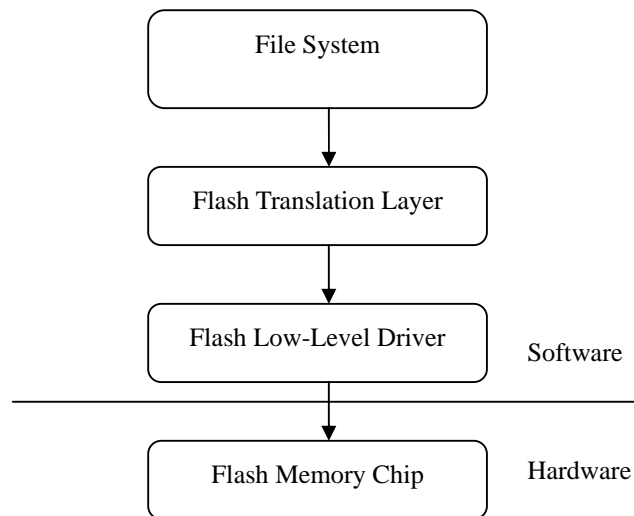 File System
Flash Translation Layer
Flash Low-Level Driver
Software
Flash Memory Chip
Hardware